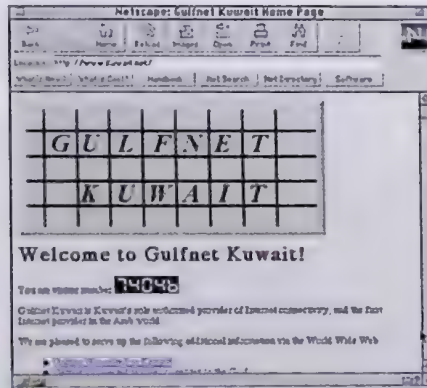 Netscape: Gulfnet Kuwait Home Page
Back Home Reload Images Open Print Find
What's New? What's Cool? Handbook Net Search Net Directory Software
GULFNET
KUWAIT
Welcome to Gulfnet Kuwait!
You are visitor number 74046
Gulfnet Kuwait is Kuwait's sole authorized provider of Internet connectivity, and the first
Internet provider in the Arab world.
We are pleased to serve up the following additional information via the World Wide Web